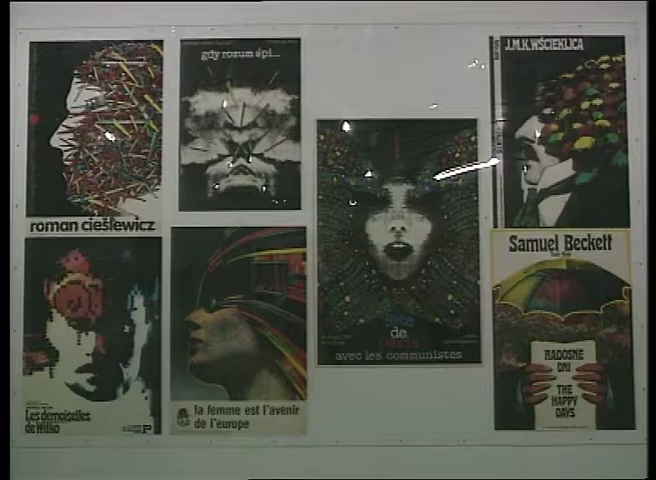 roman cieślewicz
gdy rozum śpi...
de
avec les communistes
J.M.K.WŚCIEKLICA
Les demoiselles
de Wilko
la femme est l'avenir
de l'europe
Samuel Beckett
RADOSNE
DNI
THE
HAPPY
DAYS